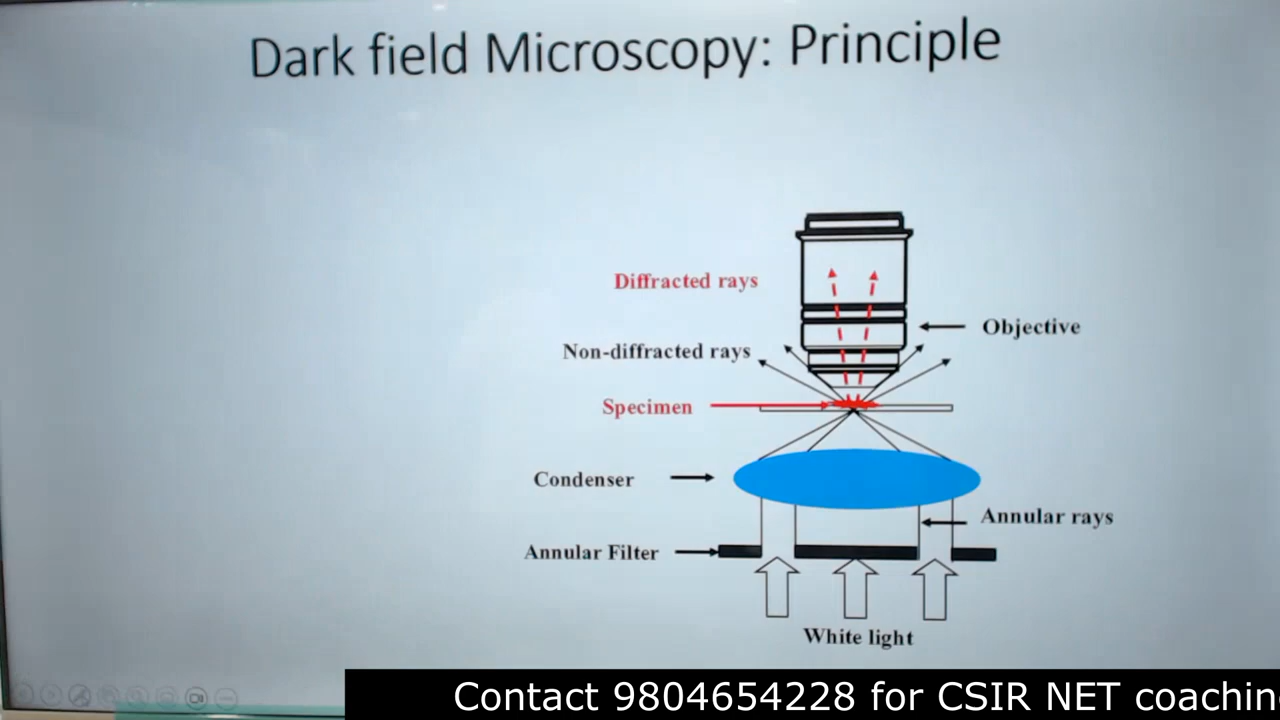 Dark field Microscopy: Principle
Diffracted rays
Objective
Non-diffracted rays
Specimen
Condenser
Annular rays
Annular Filter
White light
Contact 9804654228 for CSIR NET coachin